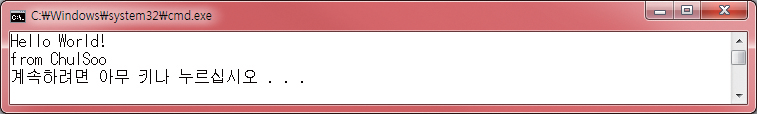 C:₩Windows₩system32₩cmd.exe
Hello World!
from ChulSoo
계속하려면 아무 키나 누르십시오 . . .